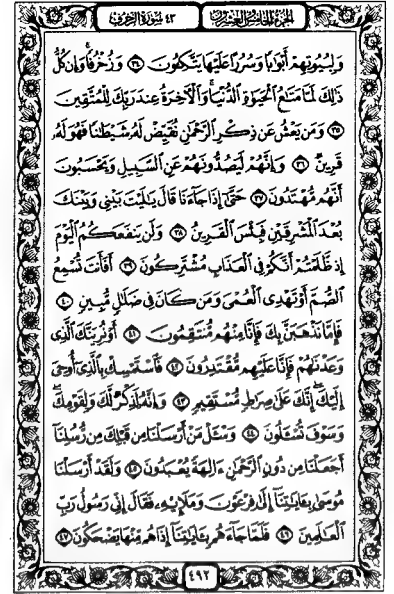 الجزء الخامس والعشرون ٤٣ سورة الزخرف
وَلِبُيُوتِهِمْ أَبْوَٰبًا وَسُرُرًا عَلَيْهَا يَتَّكِـُٔونَ ٣٤ وَزُخْرُفًا وَإِن كُلُّ
ذَٰلِكَ لَمَّا مَتَٰعُ ٱلْحَيَوٰةِ ٱلدُّنْيَا وَٱلْـَٔاخِرَةُ عِندَ رَبِّكَ لِلْمُتَّقِينَ
٣٥ وَمَن يَعْشُ عَن ذِكْرِ ٱلرَّحْمَٰنِ نُقَيِّضْ لَهُۥ شَيْطَٰنًا فَهُوَ لَهُۥ
قَرِينٌ ٣٦ وَإِنَّهُمْ لَيَصُدُّونَهُمْ عَنِ ٱلسَّبِيلِ وَيَحْسَبُونَ
أَنَّهُم مُّهْتَدُونَ ٣٧ حَتَّىٰٓ إِذَا جَآءَنَا قَالَ يَٰلَيْتَ بَيْنِى وَبَيْنَكَ
بُعْدَ ٱلْمَشْرِقَيْنِ فَبِئْسَ ٱلْقَرِينُ ٣٨ وَلَن يَنفَعَكُمُ ٱلْيَوْمَ
إِذ ظَّلَمْتُمْ أَنَّكُمْ فِى ٱلْعَذَابِ مُشْتَرِكُونَ ٣٩ أَفَأَنتَ تُسْمِعُ
ٱلصُّمَّ أَوْ تَهْدِى ٱلْعُمْىَ وَمَن كَانَ فِى ضَلَٰلٍ مُّبِينٍ ٤٠
فَإِمَّا نَذْهَبَنَّ بِكَ فَإِنَّا مِنْهُم مُّنتَقِمُونَ ٤١ أَوْ نُرِيَنَّكَ ٱلَّذِى
وَعَدْنَٰهُمْ فَإِنَّا عَلَيْهِم مُّقْتَدِرُونَ ٤٢ فَٱسْتَمْسِكْ بِٱلَّذِىٓ أُوحِىَ
إِلَيْكَ إِنَّكَ عَلَىٰ صِرَٰطٍ مُّسْتَقِيمٍ ٤٣ وَإِنَّهُۥ لَذِكْرٌ لَّكَ وَلِقَوْمِكَ
وَسَوْفَ تُسْـَٔلُونَ ٤٤ وَسْـَٔلْ مَنْ أَرْسَلْنَا مِن قَبْلِكَ مِن رُّسُلِنَآ
أَجَعَلْنَا مِن دُونِ ٱلرَّحْمَٰنِ ءَالِهَةً يُعْبَدُونَ ٤٥ وَلَقَدْ أَرْسَلْنَا
مُوسَىٰ بِـَٔايَٰتِنَآ إِلَىٰ فِرْعَوْنَ وَمَلَإِي۟هِۦ فَقَالَ إِنِّى رَسُولُ رَبِّ
ٱلْعَٰلَمِينَ ٤٦ فَلَمَّا جَآءَهُم بِـَٔايَٰتِنَآ إِذَا هُم مِّنْهَا يَضْحَكُونَ ٤٧
٤٩٢